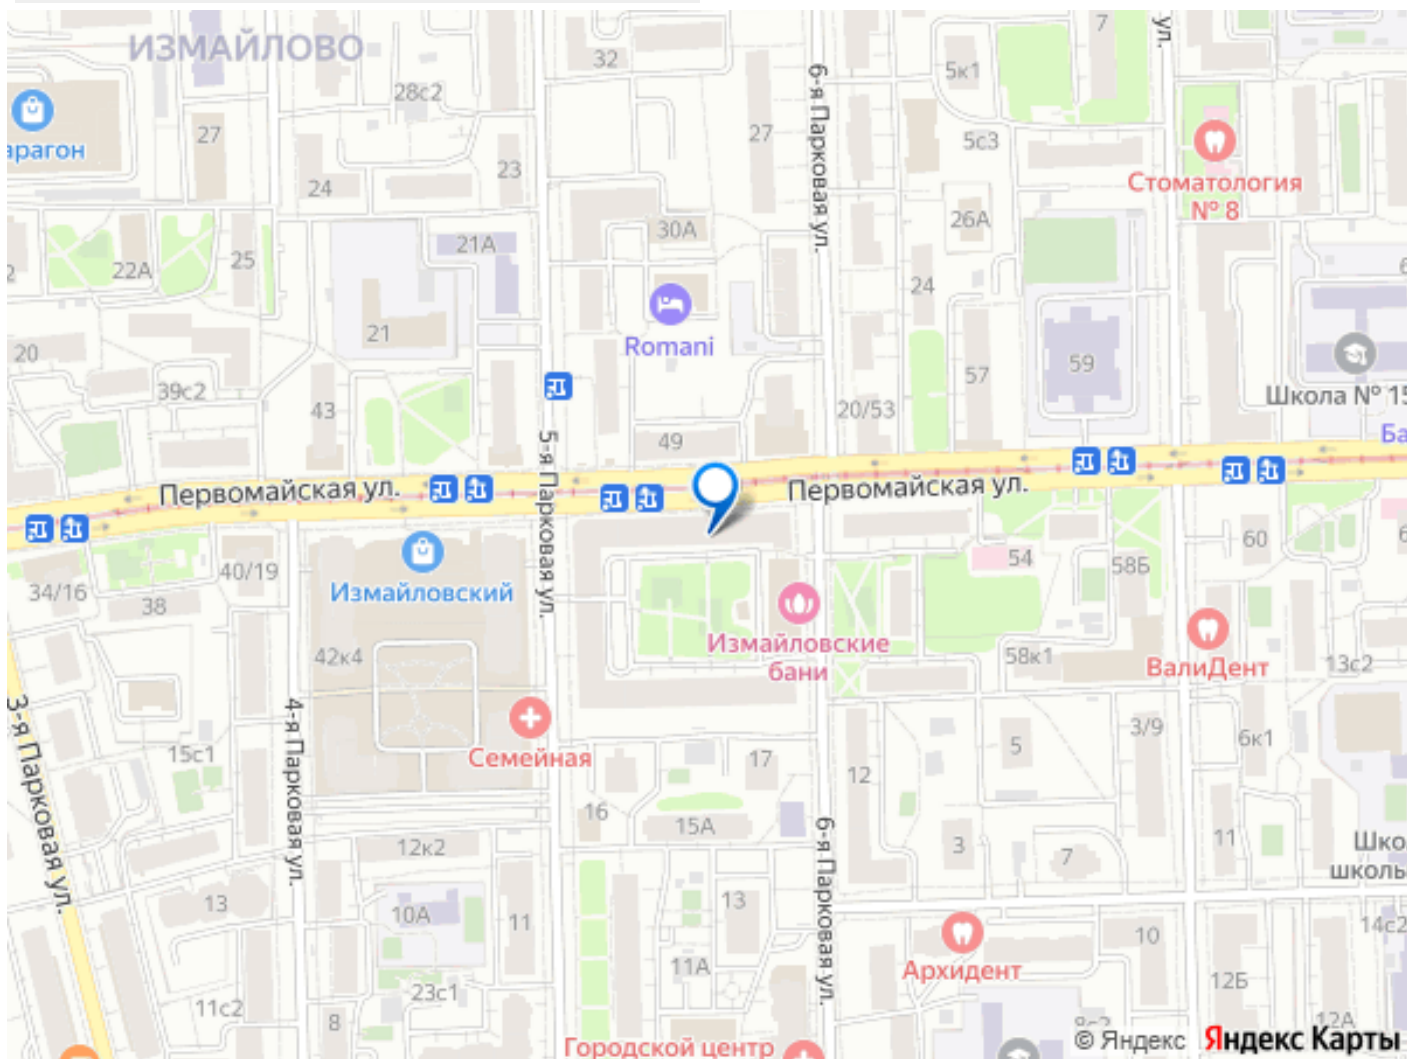 ИЗМАЙЛОВО
32
7
ул.
28с2
6-я Парковая ул.
5к1
27
27
арагон
5с3
23
24
Стоматология
№ 8
30А
26А
21А
25
22А
24
21
Romani
20
59
57
39с2
43
20/53
Школа № 15
49
Ба
5-я Парковая ул.
Первомайская ул.
Первомайская ул.
60
54
40/19
58Б
34/16
Измайловский
38
Измайловские
бани
42к4
58к1
ВалиДент
13с2
3-я Парковая ул.
4-я Парковая ул.
3/9
6к1
5
15с1
Семейная
17
12
16
15А
6-я Парковая ул.
11
12к2
3
7
Шко
школь
13
10А
11
13
14с2
10
Архидент
11А
12Б
23с1
11с2
8
8к2
12А
Городской центр
© Яндекс
Яндекс Карты